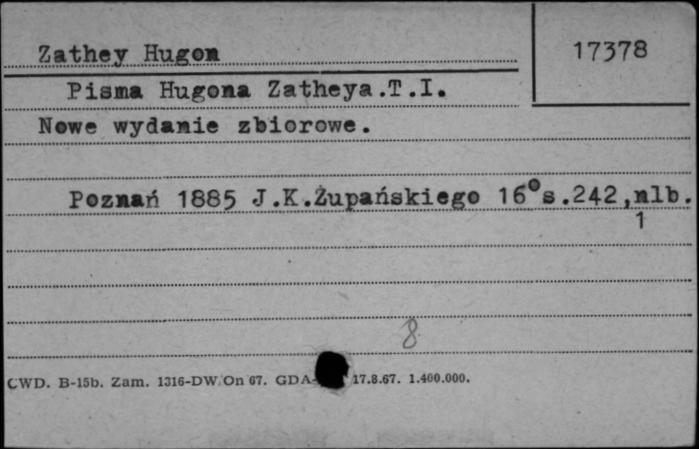 Zathey Hugon
17378
Pisma Hugona Zatheya.T.I.
Nowe wydanie zbiorowe.
Poznań 1885 J.K.Żupańskiego 16°s.242,nlb.
1
8
CWD. B-15b. Zam. 1316-DW/On 67. GDA- 17.8.67. 1.400.000.